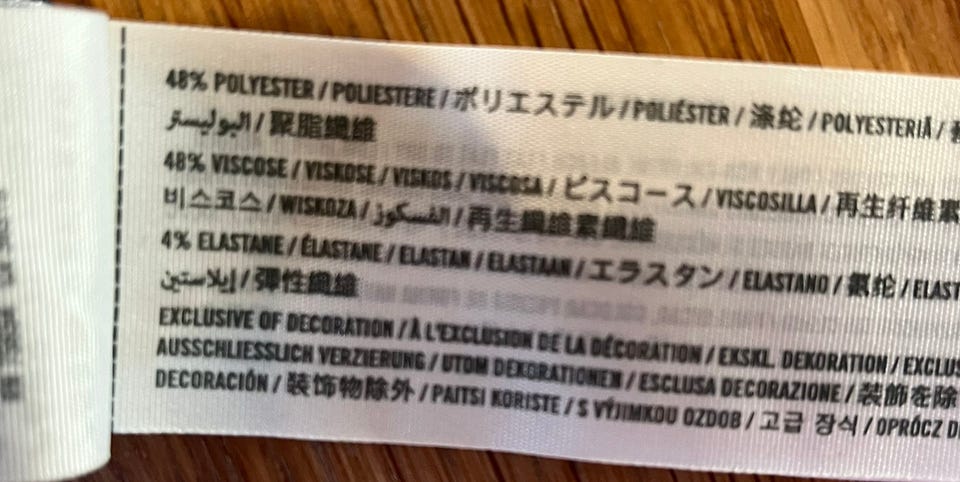 48% POLYESTER / POLIESTERE / ポリエステル / POLIÉSTER / 涤纶 / POLYESTERIÄ /
البوليستر / 聚脂纖維
48% VISCOSE / VISKOSE / VISKOS / VISCOSA / ビスコース / VISCOSILLA / 再生纤维素
비스코스 / WISKOZA / الفسكوز / 再生纖維素纖維
4% ELASTANE / ÉLASTANE / ELASTAN / ELASTAAN / エラスタン / ELASTANO / 氨纶 / ELAST
إيلاستين / 彈性纖維
EXCLUSIVE OF DECORATION / À L'EXCLUSION DE LA DÉCORATION / EKSKL. DEKORATION / EXCLUS
AUSSCHLIESSLICH VERZIERUNG / UTOM DEKORATIONEN / ESCLUSA DECORAZIONE / 装飾を除
DECORACIÓN / 装饰物除外 / PAITSI KORISTE / S VÝJIMKOU OZDOB / 고급 장식 / OPRÓCZ